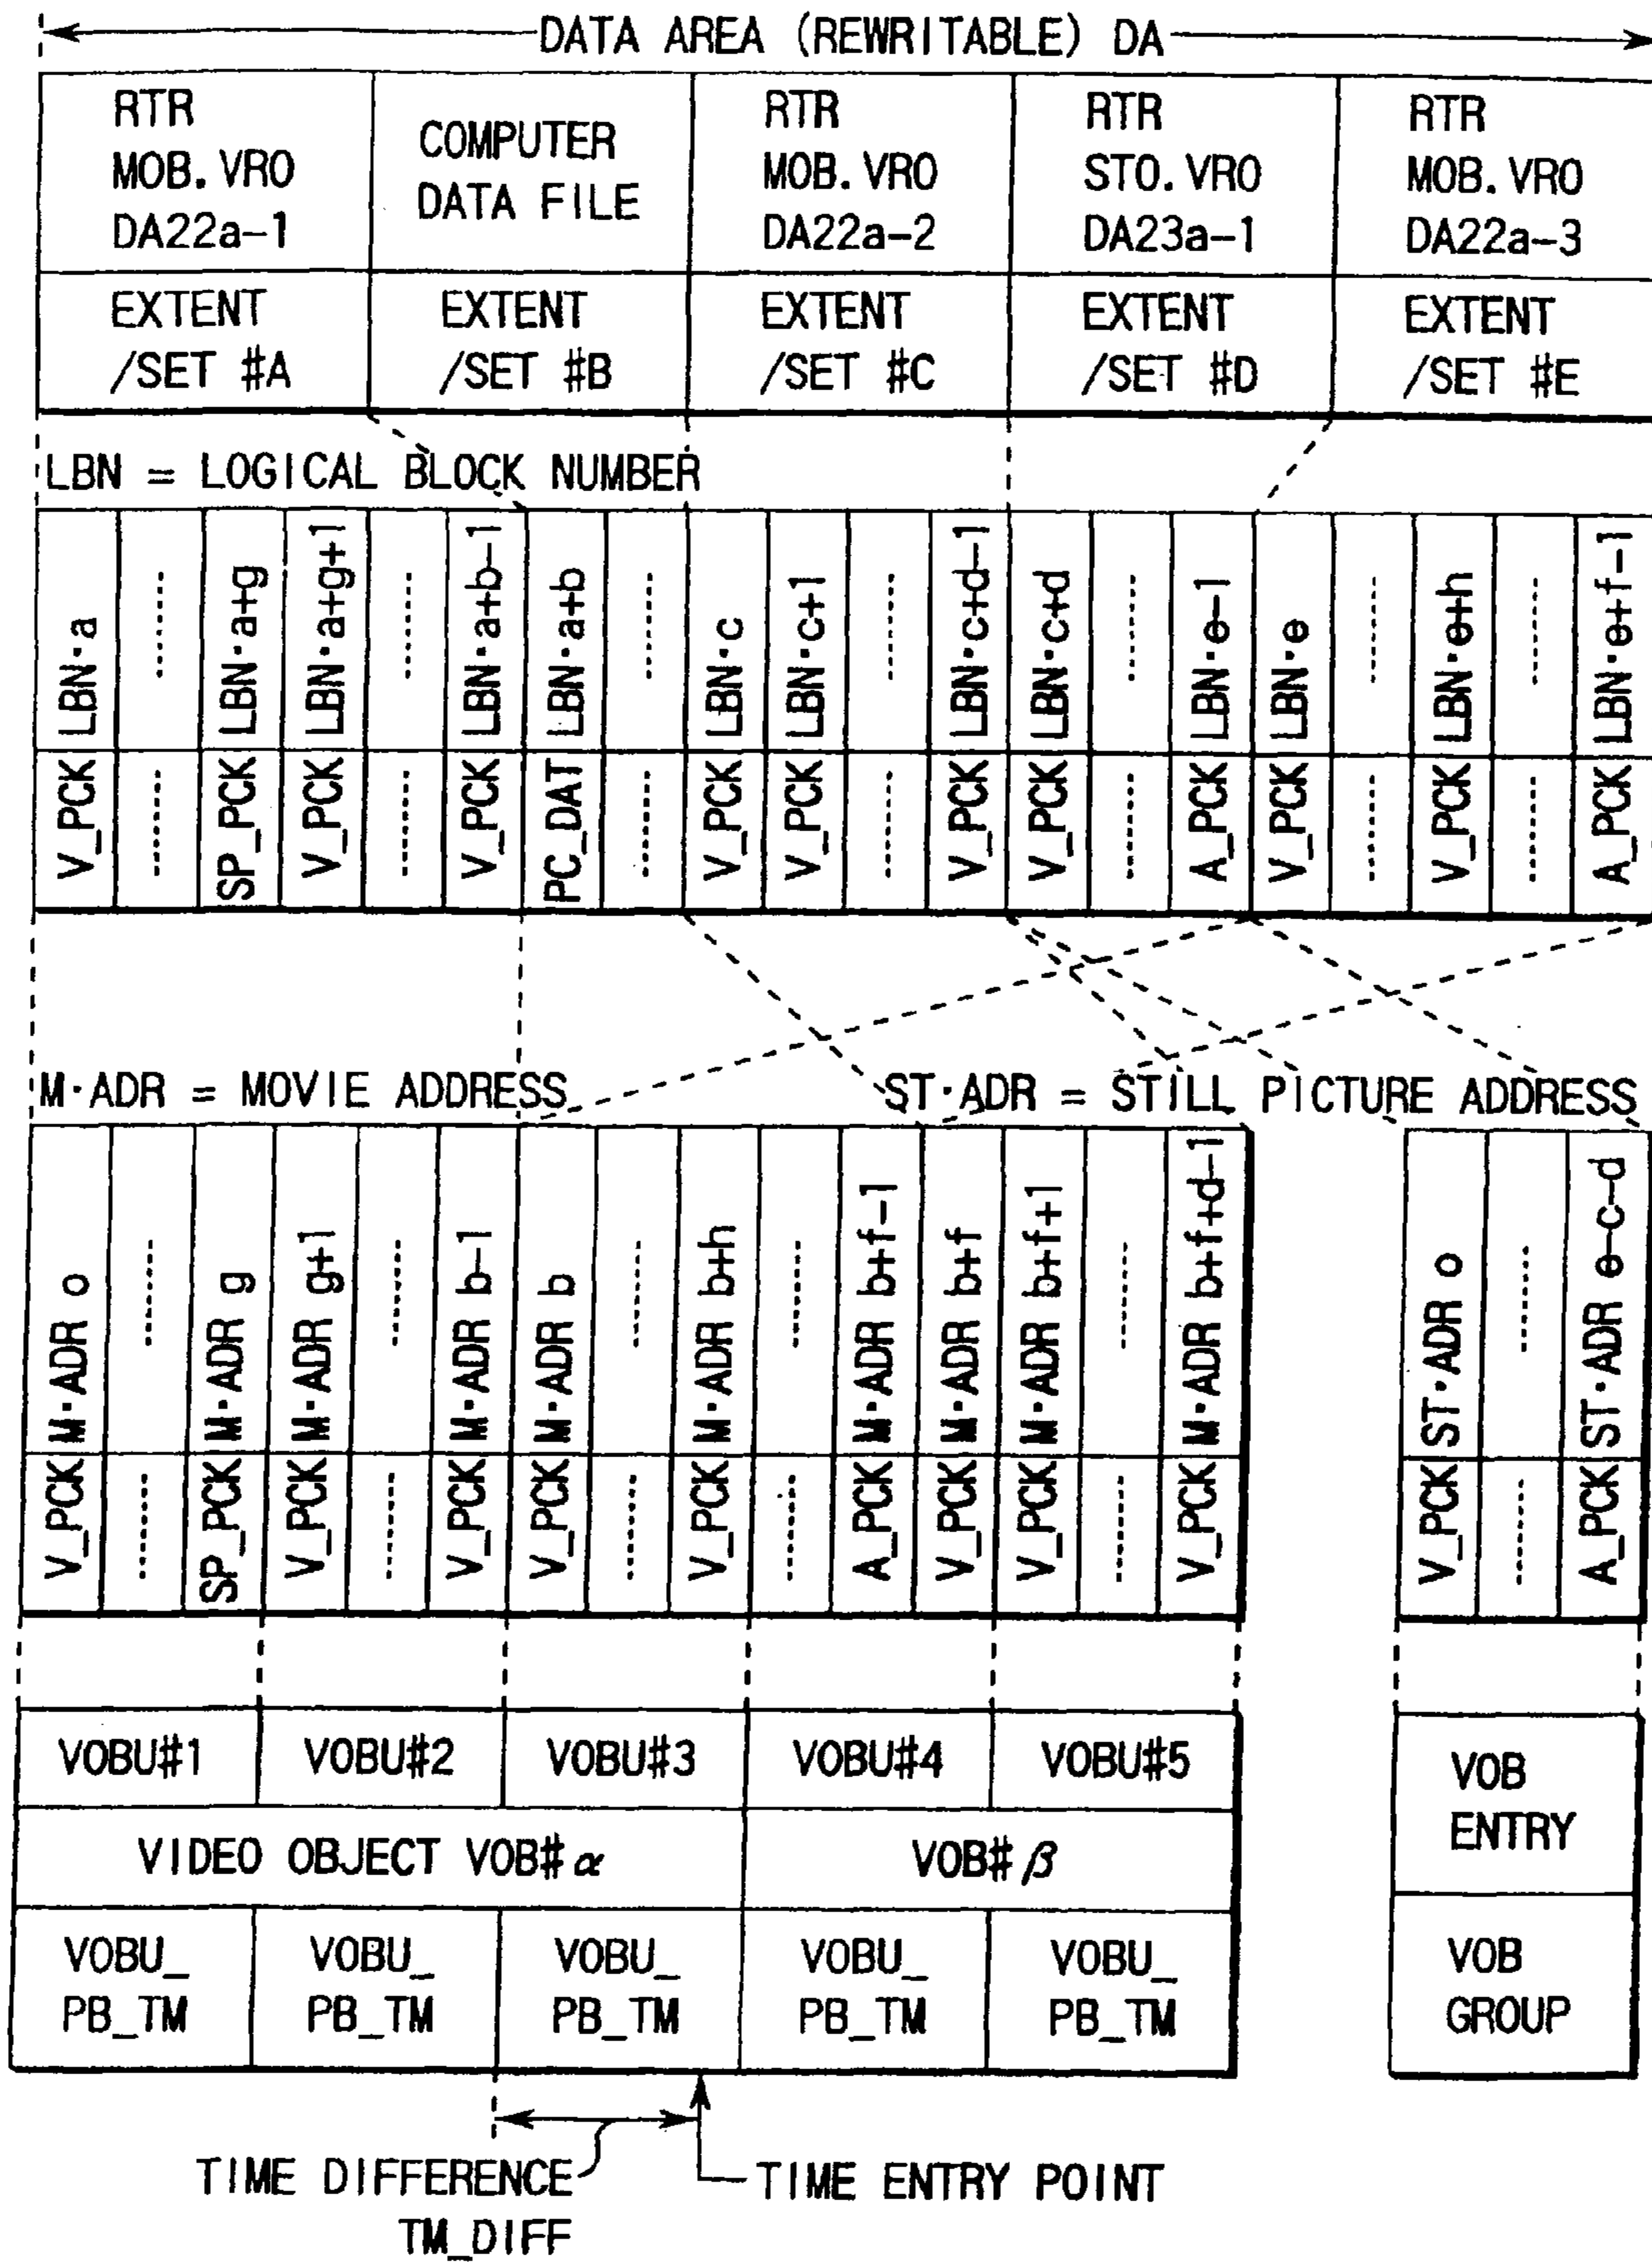 DATA AREA (REWRITABLE) DA
RTR
MOB.VRO
DA22a-1
COMPUTER
DATA FILE
RTR
MOB.VRO
DA22a-2
RTR
STO.VRO
DA23a-1
RTR
MOB.VRO
DA22a-3
EXTENT
/SET #A
EXTENT
/SET #B
EXTENT
/SET #C
EXTENT
/SET #D
EXTENT
/SET #E
LBN = LOGICAL BLOCK NUMBER
LBN·a
LBN·a+g
LBN·a+g+1
LBN·a+b-1
LBN·a+b
LBN·c
LBN·c+1
LBN·c+d-1
LBN·c+d
LBN·e-1
LBN·e
LBN·e+h
LBN·e+f-1
V_PCK
SP_PCK
V_PCK
V_PCK
PC_DAT
V_PCK
V_PCK
V_PCK
V_PCK
A_PCK
V_PCK
V_PCK
A_PCK
M·ADR = MOVIE ADDRESS
ST·ADR = STILL PICTURE ADDRESS
M·ADR o
M·ADR g
M·ADR g+1
M·ADR b-1
M·ADR b
M·ADR b+h
M·ADR b+f-1
M·ADR b+f
M·ADR b+f+1
M·ADR b+f+d-1
ST·ADR o
ST·ADR e-c-d
V_PCK
SP_PCK
V_PCK
V_PCK
V_PCK
V_PCK
A_PCK
V_PCK
V_PCK
V_PCK
V_PCK
A_PCK
VOBU#1
VOBU#2
VOBU#3
VOBU#4
VOBU#5
VOB
ENTRY
VIDEO OBJECT VOB#α
VOB#β
VOBU_
PB_TM
VOBU_
PB_TM
VOBU_
PB_TM
VOBU_
PB_TM
VOBU_
PB_TM
VOB
GROUP
TIME DIFFERENCE
TM_DIFF
TIME ENTRY POINT